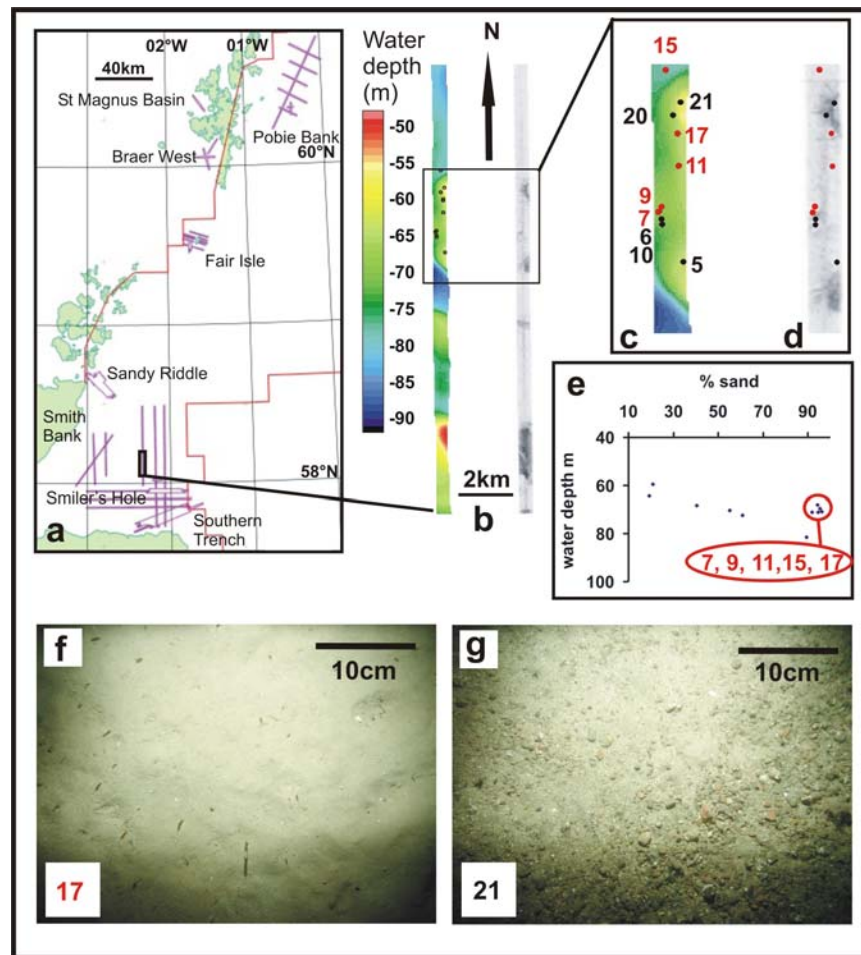 02°W 01°W
40km
St Magnus Basin
Pobie Bank
Braer West
60°N
Fair Isle
Sandy Riddle
Smith
Bank
58°N
Smiler's Hole
Southern
Trench
a
Water
depth
(m)
-50
-55
-60
-65
-70
-75
-80
-85
-90
N
2km
b
15
21
20
17
11
9
7
6
10
5
c
d
e
% sand
10 30 50 70 90
40
60
80
100
water depth m
7, 9, 11,15, 17
f
10cm
17
g
10cm
21